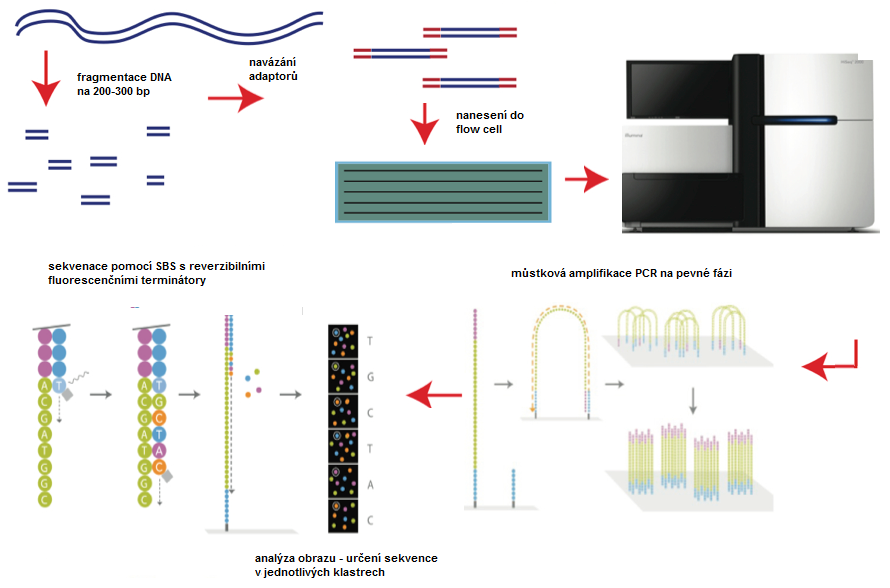 fragmentace DNA
na 200-300 bp
navázání
adaptorů
nanesení do
flow cell
illumina
sekvenace pomocí SBS s reverzibilními
fluorescenčními terminátory
můstková amplifikace PCR na pevné fázi
A
C
G
A
T
G
G
C
T
A
C
G
A
T
G
G
C
T
G
C
T
A
C
T
G
C
T
A
C
analýza obrazu - určení sekvence
v jednotlivých klastrech